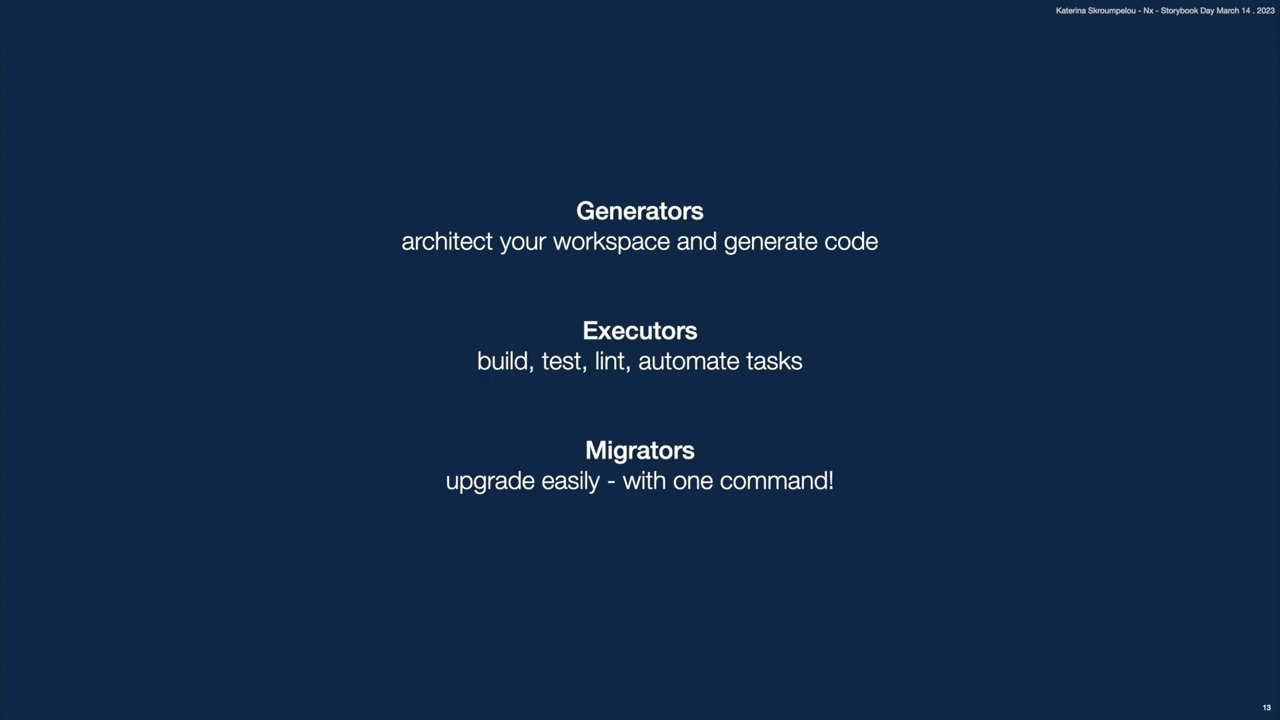 Katerina Skroumpelou - Nx - Storybook Day March 14 . 2023
Generators
architect your workspace and generate code
Executors
build, test, lint, automate tasks
Migrators
upgrade easily - with one command!
13